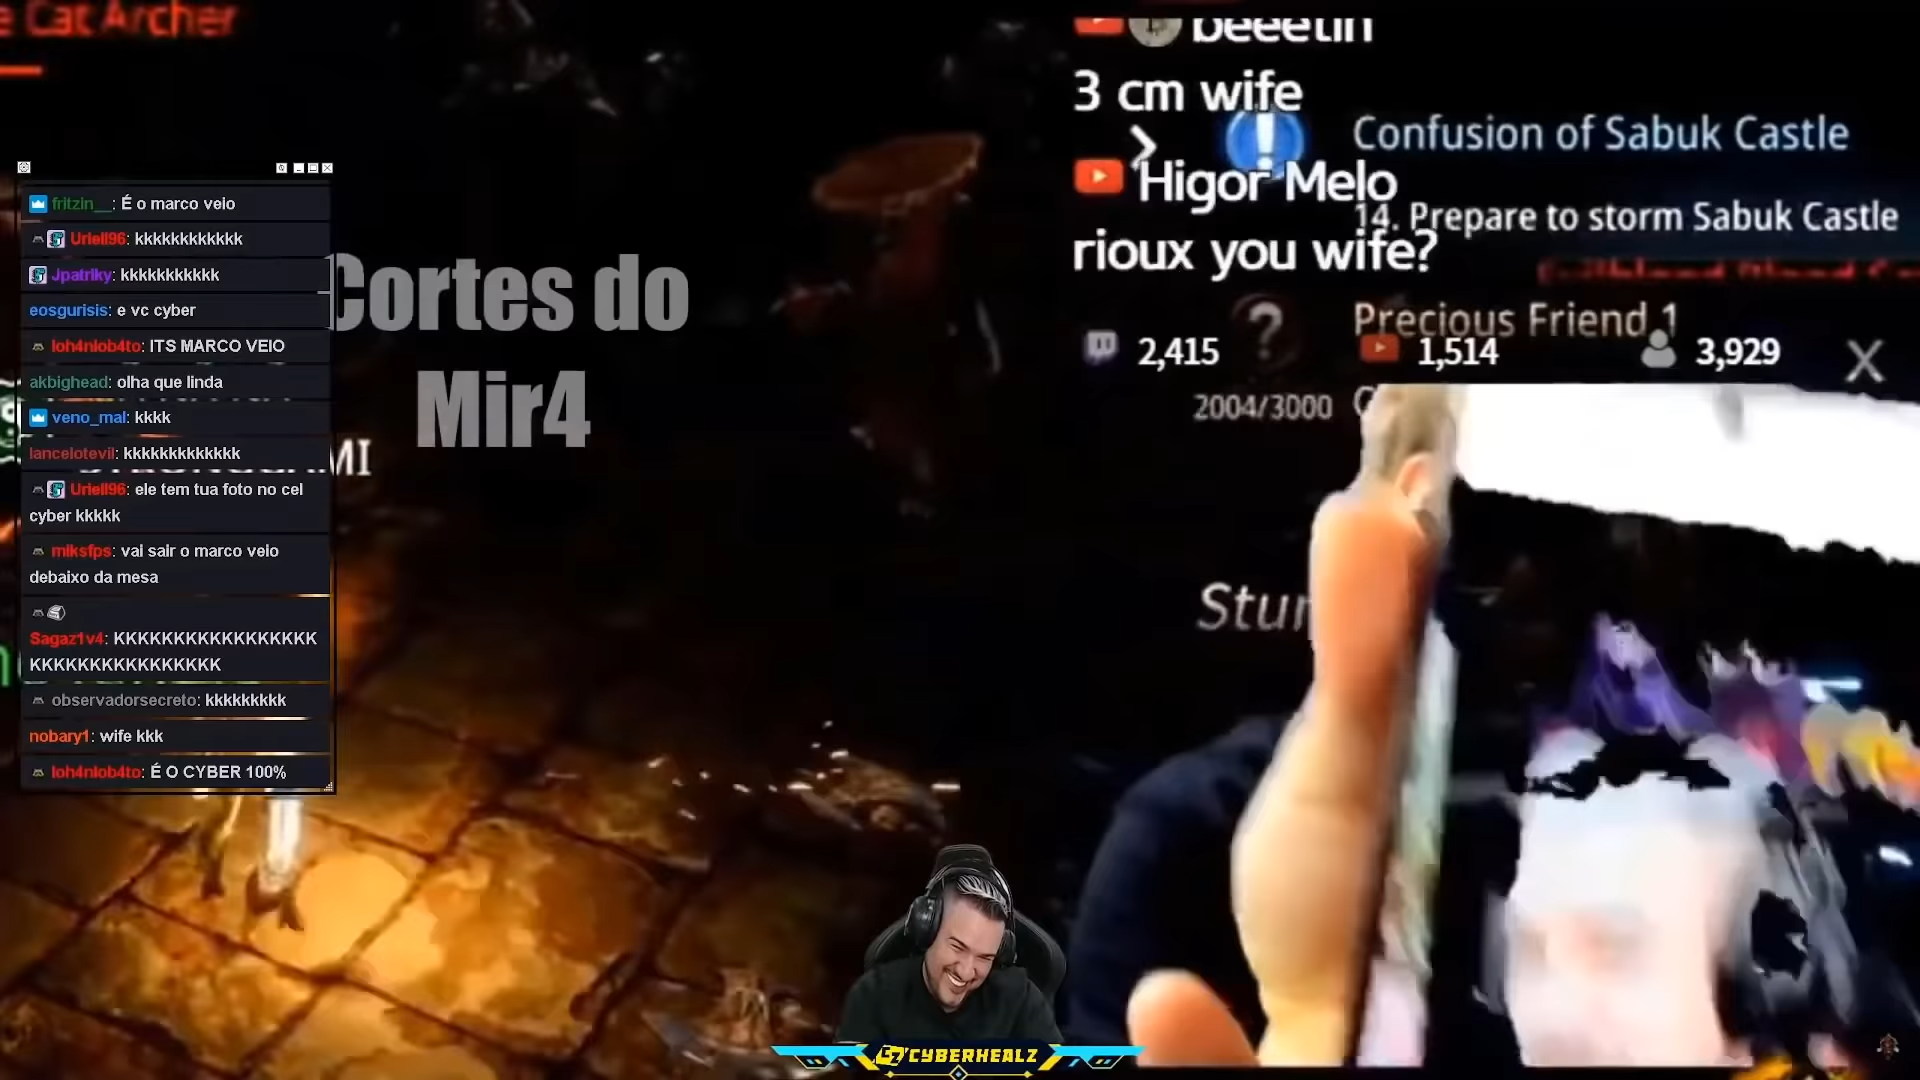 e Cat Archer
beeetin
3 cm wife
Confusion of Sabuk Castle
Higor Melo
14. Prepare to storm Sabuk Castle
rioux you wife?
Precious Friend 1
2,415
1,514
3,929
2004/3000
Stur
Cortes do
Mir4
fritzin__: É o marco veio
Uriell96: kkkkkkkkkkkk
Jpatriky: kkkkkkkkkkk
eosgurisis: e vc cyber
loh4nlob4to: ITS MARCO VEIO
akbighead: olha que linda
veno_mal: kkkk
lancelotevil: kkkkkkkkkkkkk
MI
Uriell96: ele tem tua foto no cel
cyber kkkkk
miksfps: vai sair o marco veio
debaixo da mesa
Sagaz1v4: KKKKKKKKKKKKKKKKK
KKKKKKKKKKKKKKKK
observadorsecreto: kkkkkkkkk
nobary1: wife kkk
loh4nlob4to: É O CYBER 100%
CYBERHEALZ